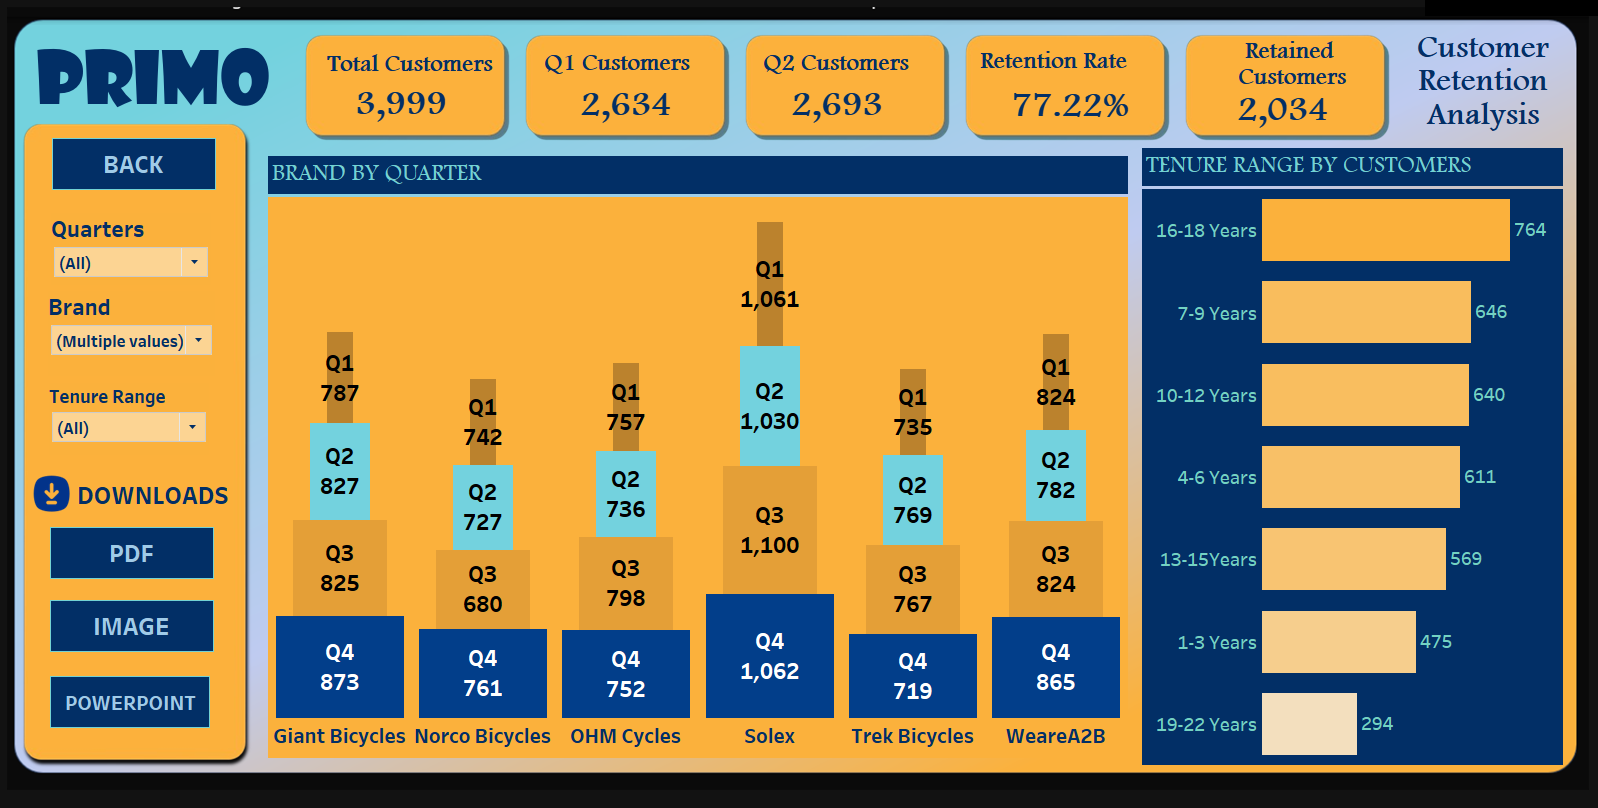 PRIMO
Total Customers
3,999
Q1 Customers
2,634
Q2 Customers
2,693
Retention Rate
77.22%
Retained
Customers
2,034
Customer
Retention
Analysis
BACK
Quarters
(All)
Brand
(Multiple values)
Tenure Range
(All)
DOWNLOADS
PDF
IMAGE
POWERPOINT
BRAND BY QUARTER
Q1
787
Q2
827
Q3
825
Q4
873
Giant Bicycles
Q1
742
Q2
727
Q3
680
Q4
761
Norco Bicycles
Q1
757
Q2
736
Q3
798
Q4
752
OHM Cycles
Q1
1,061
Q2
1,030
Q3
1,100
Q4
1,062
Solex
Q1
735
Q2
769
Q3
767
Q4
719
Trek Bicycles
Q1
824
Q2
782
Q3
824
Q4
865
WeareA2B
TENURE RANGE BY CUSTOMERS
16-18 Years 764
7-9 Years 646
10-12 Years 640
4-6 Years 611
13-15Years 569
1-3 Years 475
19-22 Years 294